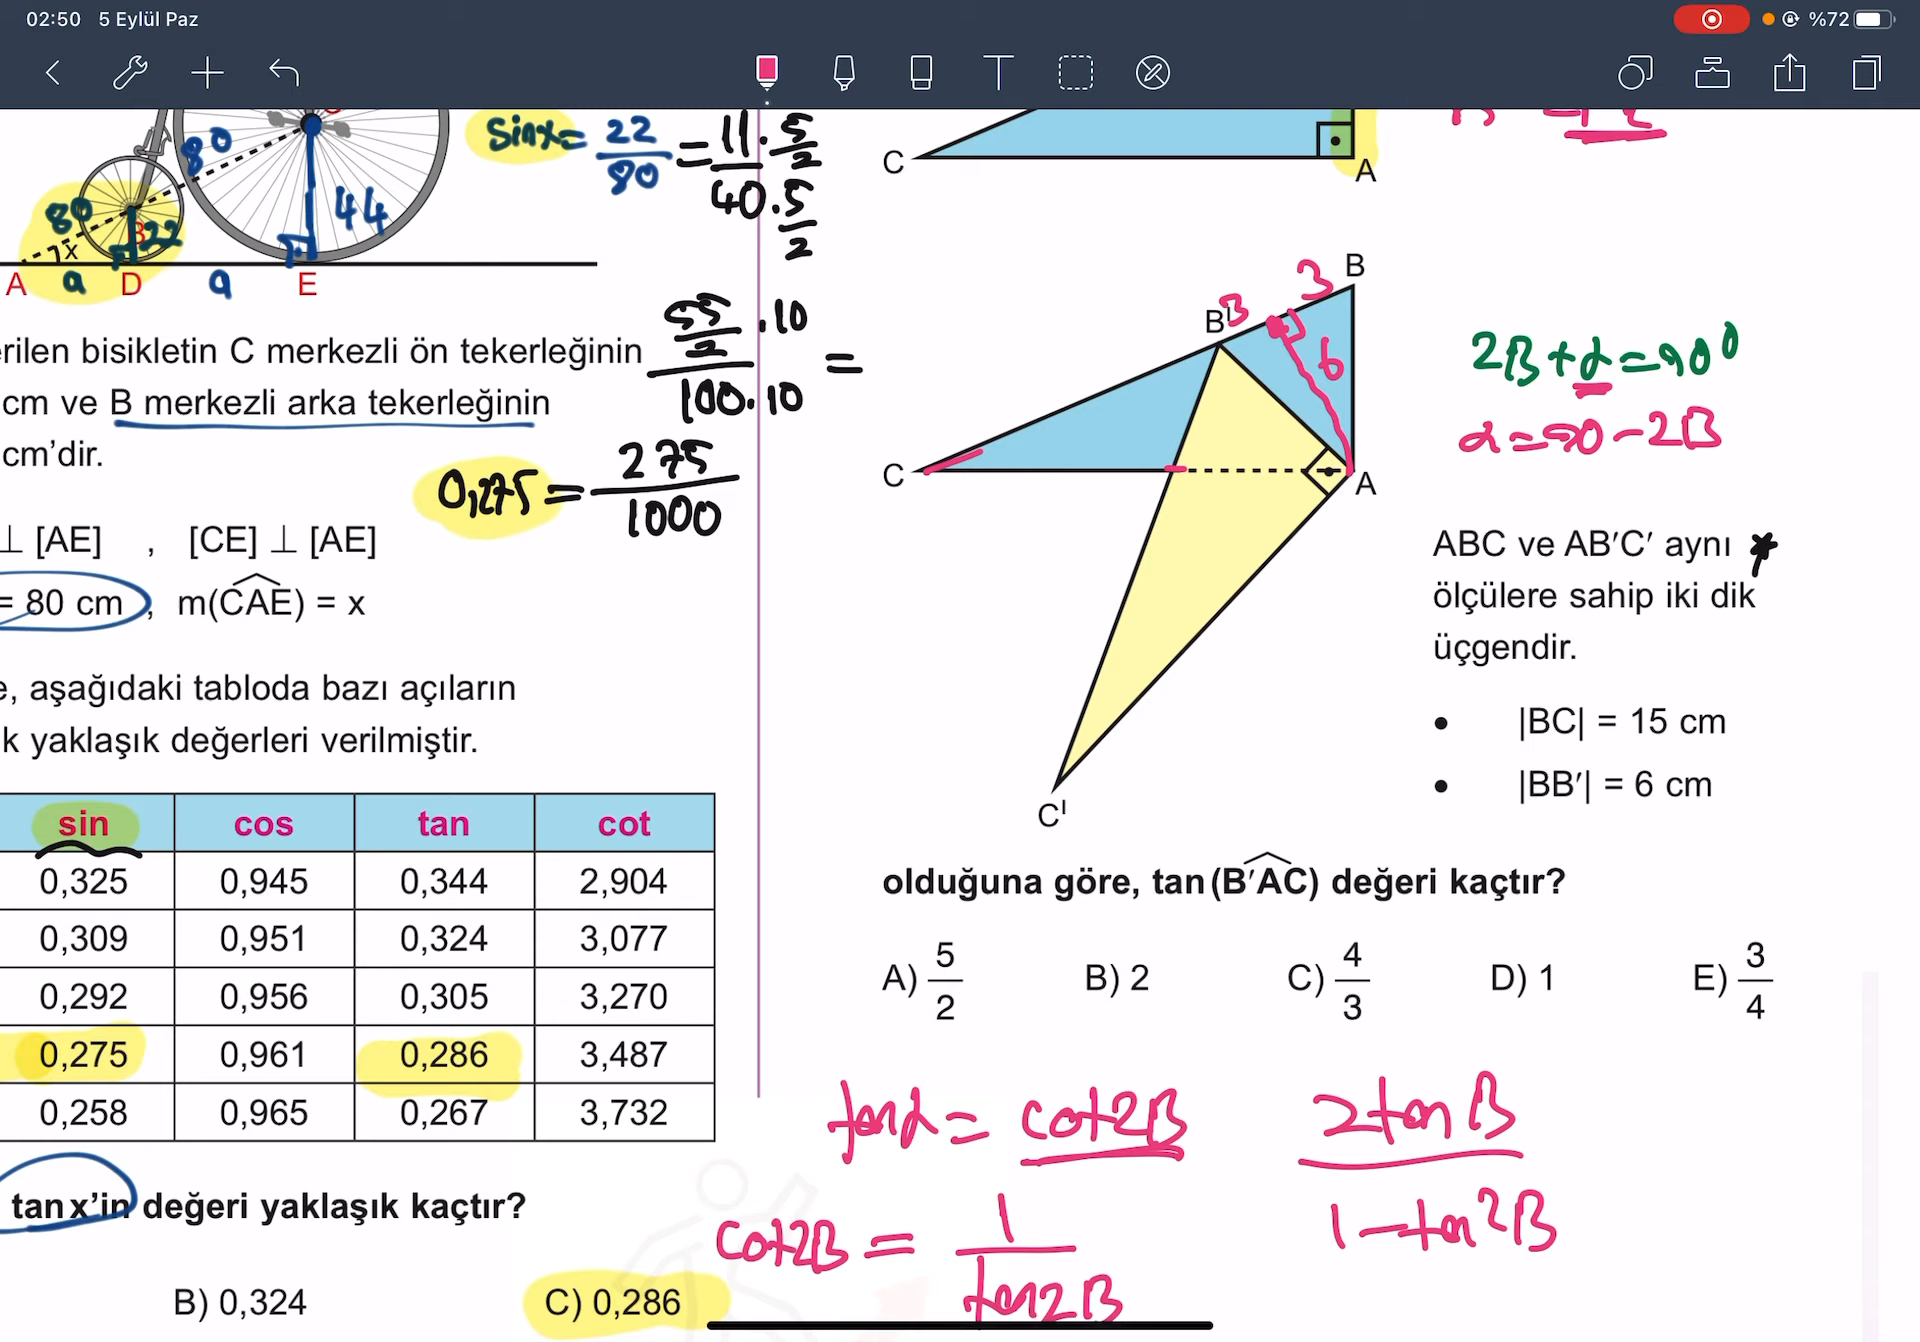 02:50 5 Eylül Paz
%72
80
80
44
22
x
A a D a E
sinx = 22/80 = 11.5/2 / 40.5/2
55/2 .10 / 100.10 =
0,275 = 275/1000
erilen bisikletin C merkezli ön tekerleğinin
cm ve B merkezli arka tekerleğinin
cm’dir.
⊥ [AE] , [CE] ⊥ [AE]
= 80 cm , m(CAE) = x
e, aşağıdaki tabloda bazı açıların
k yaklaşık değerleri verilmiştir.
sin cos tan cot
0,325 0,945 0,344 2,904
0,309 0,951 0,324 3,077
0,292 0,956 0,305 3,270
0,275 0,961 0,286 3,487
0,258 0,965 0,267 3,732
tanx’in değeri yaklaşık kaçtır?
B) 0,324 C) 0,286
C A
B
B' 3 3
6
C A
C'
2B+α=90°
α=90-2B
ABC ve AB′C′ aynı
ölçülere sahip iki dik
üçgendir.
• |BC| = 15 cm
• |BB′| = 6 cm
olduğuna göre, tan(B′AC) değeri kaçtır?
A) 5/2 B) 2 C) 4/3 D) 1 E) 3/4
tanα = cot2B
2tanB / 1-tan²B
cot2B = 1/tan2B